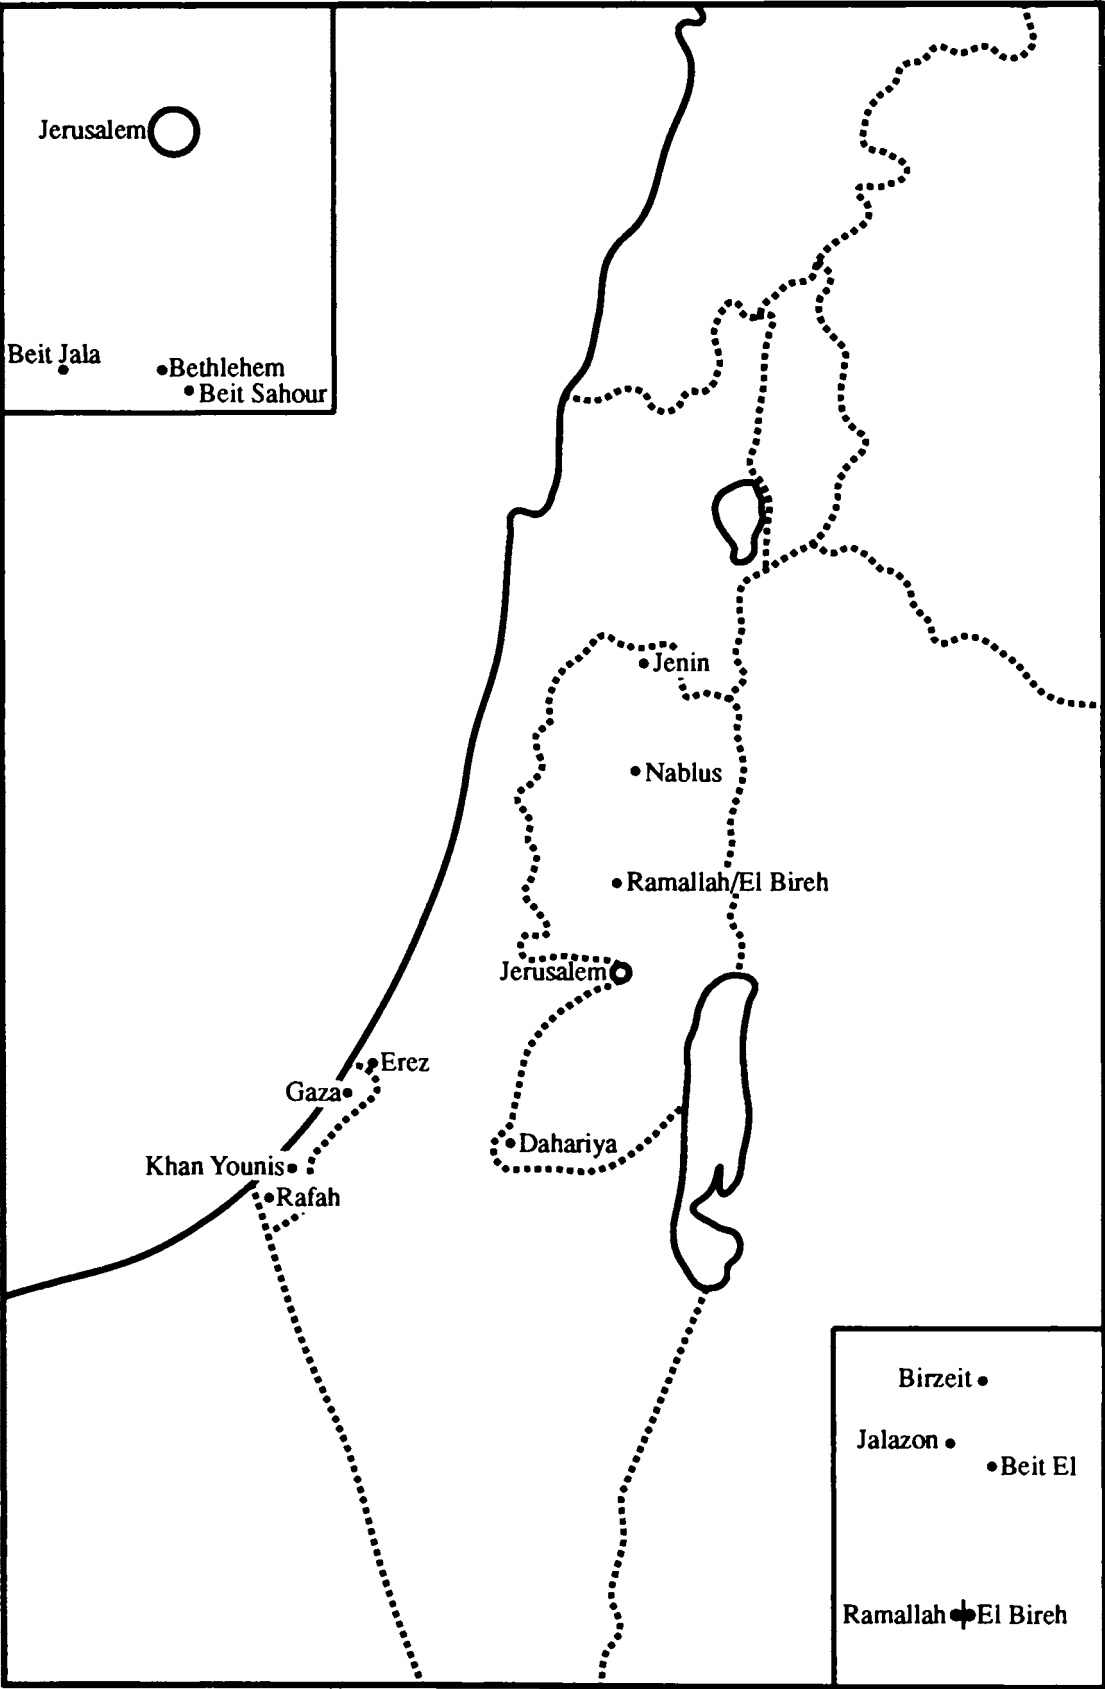 Jerusalem
Beit Jala
Bethlehem
Beit Sahour
Jenin
Nablus
Ramallah/El Bireh
Jerusalem
Erez
Gaza
Dahariya
Khan Younis
Rafah
Birzeit
Jalazon
Beit El
Ramallah El Bireh